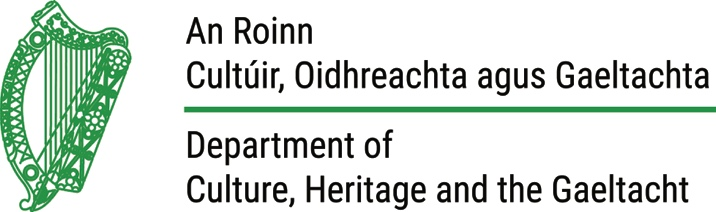 An Roinn
Cultúir, Oidhreachta agus Gaeltachta
Department of
Culture, Heritage and the Gaeltacht